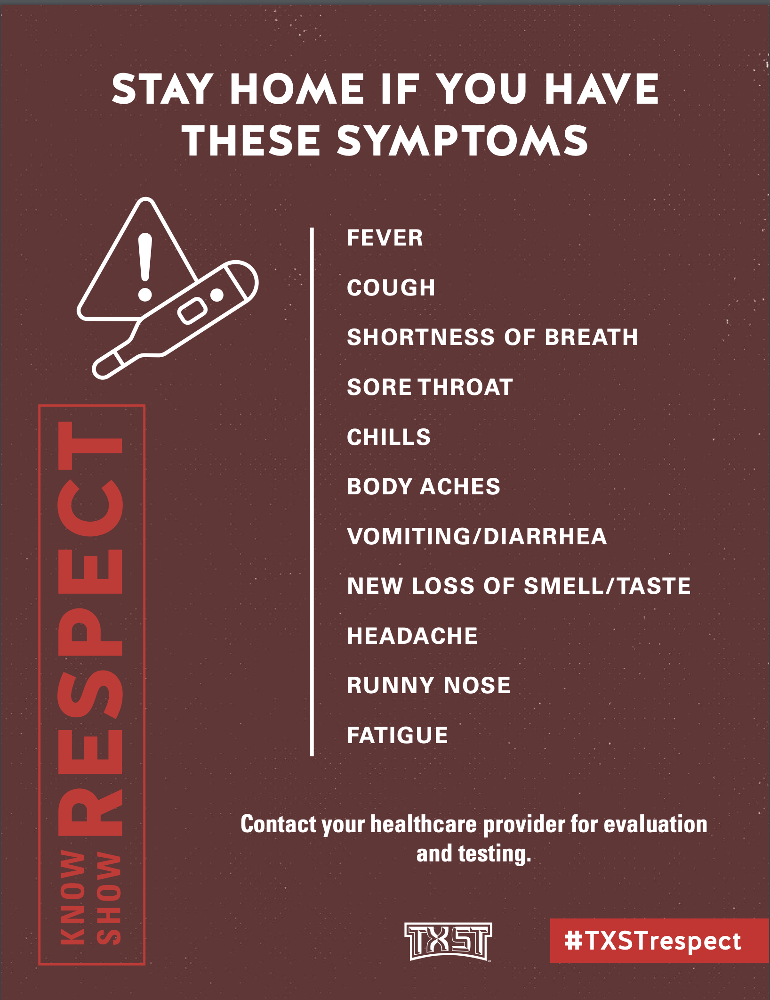 STAY HOME IF YOU HAVE
THESE SYMPTOMS
FEVER
COUGH
SHORTNESS OF BREATH
SORE THROAT
CHILLS
BODY ACHES
VOMITING/DIARRHEA
NEW LOSS OF SMELL/TASTE
HEADACHE
RUNNY NOSE
FATIGUE
KNOW
SHOW
RESPECT
Contact your healthcare provider for evaluation
and testing.
TXST
#TXSTrespect